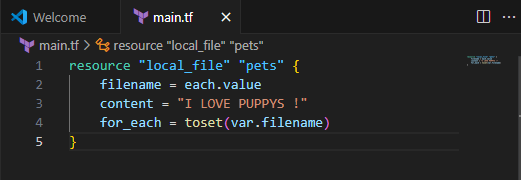 Welcome main.tf
main.tf > resource "local_file" "pets"
1 resource "local_file" "pets" {
2 filename = each.value
3 content = "I LOVE PUPPYS !"
4 for_each = toset(var.filename)
5 }